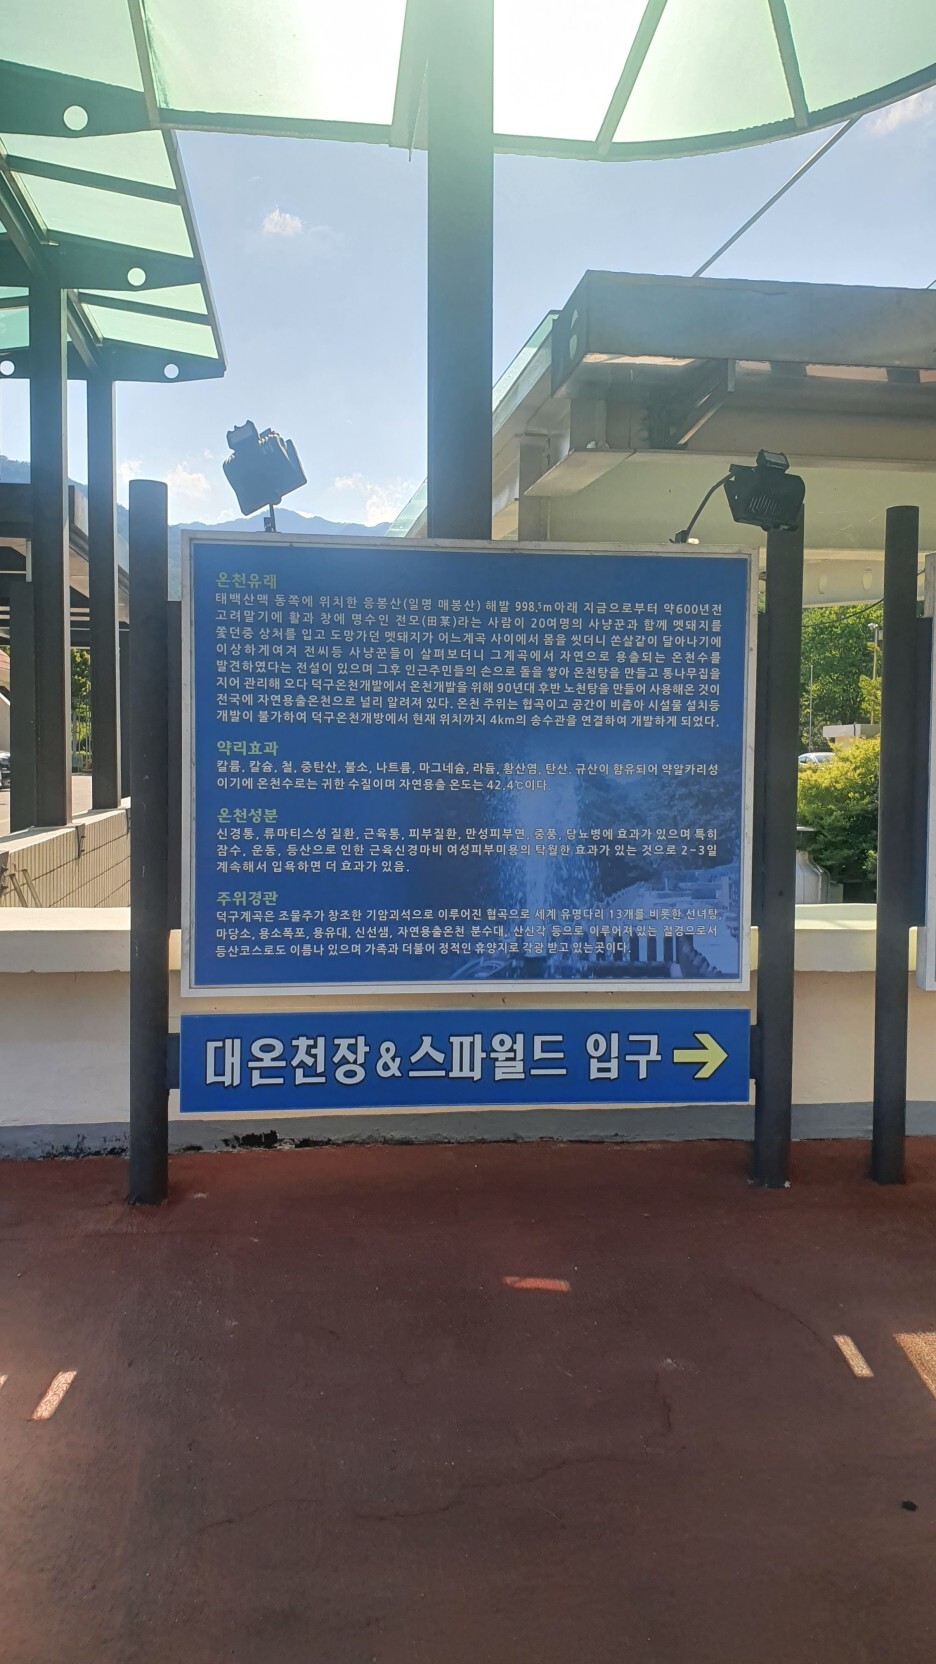 온천유래
태백산맥 동쪽에 위치한 응봉산(일명 매봉산) 해발 998.⁵m아래 지금으로부터 약600년전
고려말기에 활과 창에 명수인 전모(田某)라는 사람이 20여명의 사냥꾼과 함께 멧돼지를
쫓던중 상처를 입고 도망가던 멧돼지가 어느계곡 사이에서 몸을 씻더니 쏜살같이 달아나기에
이상하게여겨 전씨등 사냥꾼들이 살펴보더니 그계곡에서 자연으로 용출되는 온천수를
발견하였다는 전설이 있으며 그후 인근주민들의 손으로 돌을 쌓아 온천탕을 만들고 통나무집을
지어 관리해 오다 덕구온천개발에서 온천개발을 위해 90년대 후반 노천탕을 만들어 사용해온 것이
전국에 자연용출온천으로 널리 알려져 있다. 온천 주위는 협곡이고 공간이 비좁아 시설물 설치등
개발이 불가하여 덕구온천개방에서 현재 위치까지 4km의 송수관을 연결하여 개발하게 되었다.
약리효과
칼륨, 칼슘, 철, 중탄산, 불소, 나트륨, 마그네슘, 라듐, 황산염, 탄산, 규산이 함유되어 약알카리성
이기에 온천수로는 귀한 수질이며 자연용출 온도는 42.4℃이다.
온천성분
신경통, 류마티스성 질환, 근육통, 피부질환, 만성피부연, 중풍, 당뇨병에 효과가 있으며 특히
잠수, 운동, 등산으로 인한 근육신경마비 여성피부미용의 탁월한 효과가 있는 것으로 2-3일
계속해서 입욕하면 더 효과가 있음.
주위경관
덕구계곡은 조물주가 창조한 기암괴석으로 이루어진 협곡으로 세계 유명다리 13개를 비롯한 선녀탕,
마당소, 용소폭포, 용유대, 신선샘, 자연용출온천 분수대, 산신각 등으로 이루어져 있는 절경으로서
등산코스로도 이름나 있으며 가족과 더불어 정적인 휴양지로 각광 받고 있는곳이다.
대온천장&스파월드 입구 →